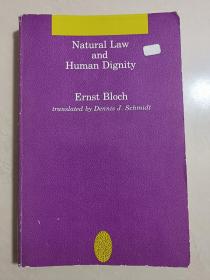 Natural Law
and
Human Dignity
Ernst Bloch
translated by Dennis J. Schmidt